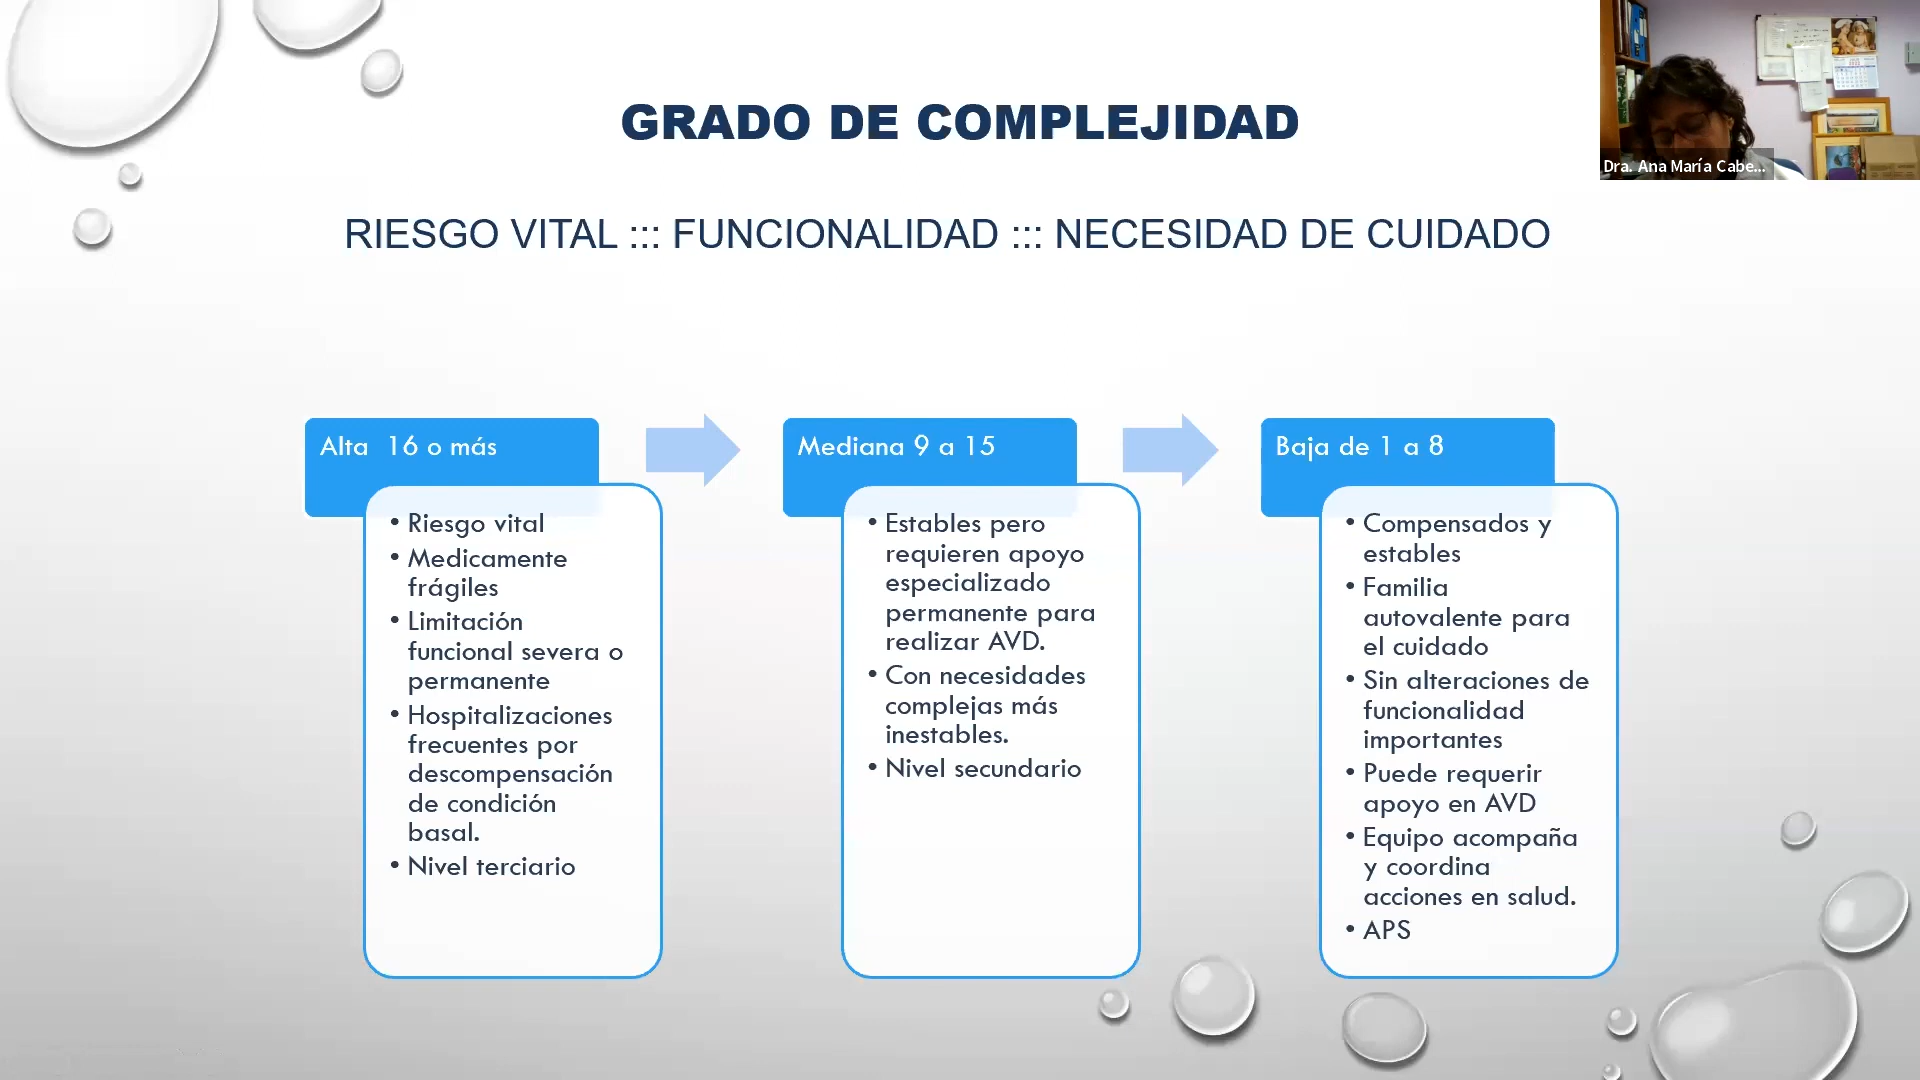 GRADO DE COMPLEJIDAD
Dra. Ana María Cabe...
RIESGO VITAL ::: FUNCIONALIDAD ::: NECESIDAD DE CUIDADO
Alta  16 o más
• Riesgo vital
• Medicamente
frágiles
• Limitación
funcional severa o
permanente
• Hospitalizaciones
frecuentes por
descompensación
de condición
basal.
• Nivel terciario
Mediana 9 a 15
• Estables pero
requieren apoyo
especializado
permanente para
realizar AVD.
• Con necesidades
complejas más
inestables.
• Nivel secundario
Baja de 1 a 8
• Compensados y
estables
• Familia
autovalente para
el cuidado
• Sin alteraciones de
funcionalidad
importantes
• Puede requerir
apoyo en AVD
• Equipo acompaña
y coordina
acciones en salud.
• APS